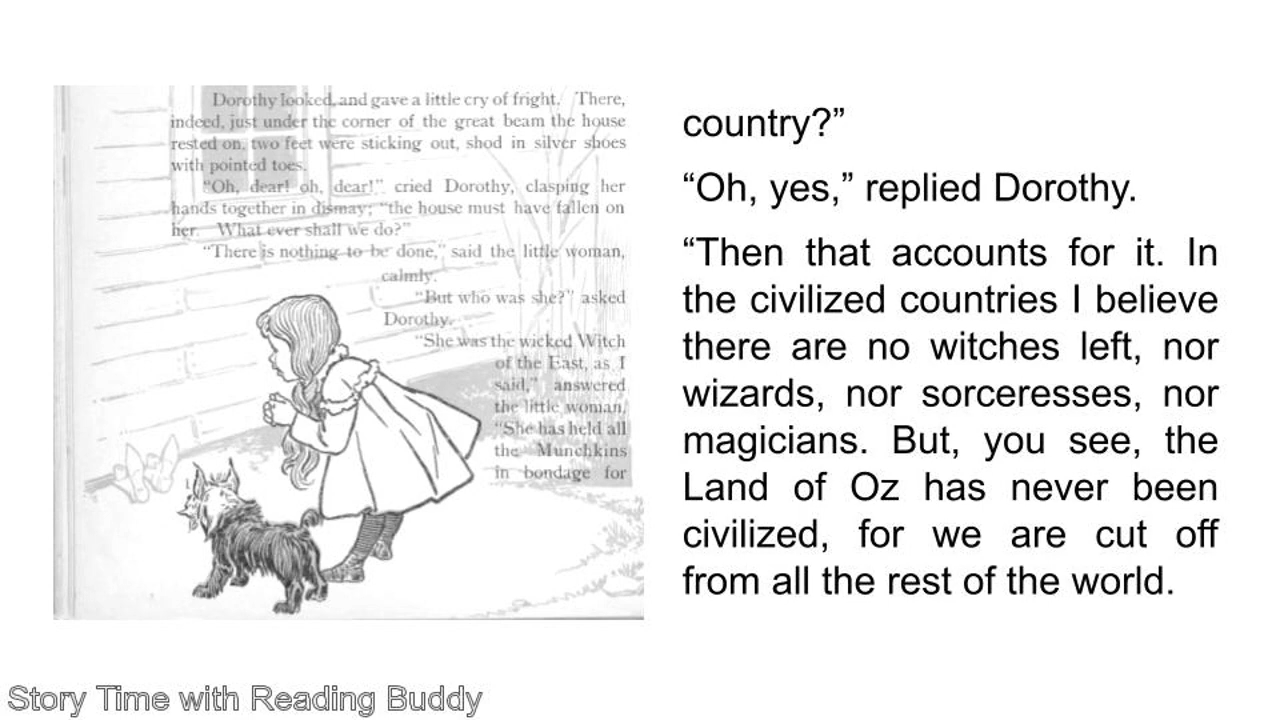 Dorothy looked, and gave a little cry of fright. There,
indeed, just under the corner of the great beam the house
rested on, two feet were sticking out, shod in silver shoes
with pointed toes.
"Oh, dear! oh, dear!" cried Dorothy, clasping her
hands together in dismay; "the house must have fallen on
her. What ever shall we do?"
"There is nothing to be done," said the little woman,
calmly.
"But who was she?" asked
Dorothy.
"She was the wicked Witch
of the East, as I
said," answered
the little woman.
"She has held all
the Munchkins
in bondage for
country?”
“Oh, yes,” replied Dorothy.
“Then that accounts for it. In
the civilized countries I believe
there are no witches left, nor
wizards, nor sorceresses, nor
magicians. But, you see, the
Land of Oz has never been
civilized, for we are cut off
from all the rest of the world.
Story Time with Reading Buddy